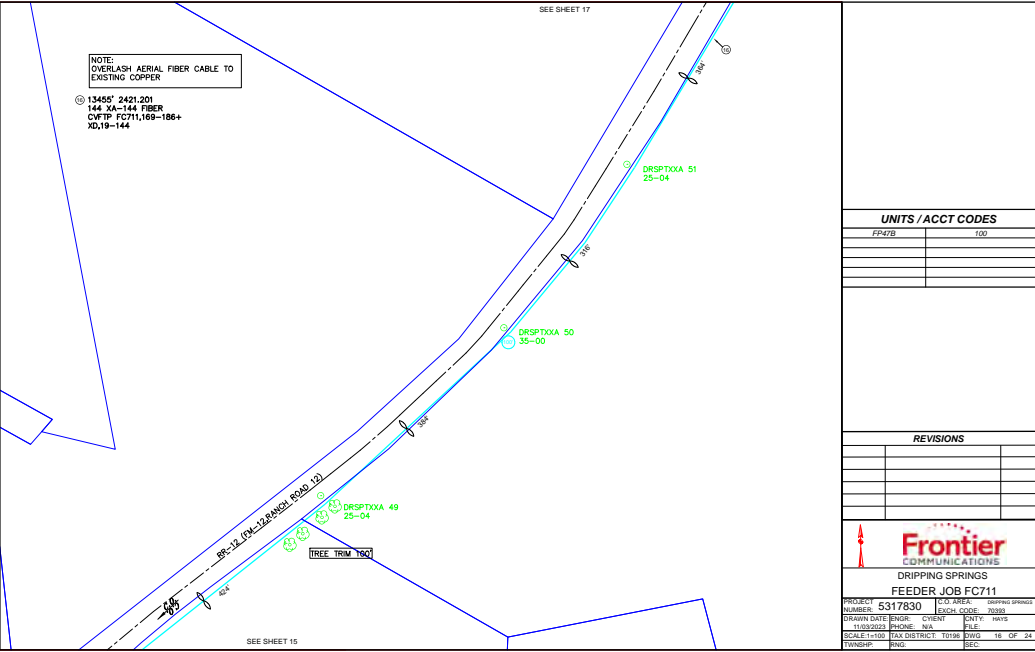 SEE SHEET 17
NOTE:
OVERLASH AERIAL FIBER CABLE TO
EXISTING COPPER
16 13455' 2421.201
144 XA-144 FIBER
CVFTP FC711,169-186+
XD,19-144
16
364'
DRSPTXXA 51
25-04
316'
DRSPTXXA 50
35-00
384'
RR-12 (FM-12,RANCH ROAD 12)
DRSPTXXA 49
25-04
TREE TRIM 100'
424'
SEE SHEET 15
UNITS / ACCT CODES
FP47B 100
REVISIONS
Frontier
COMMUNICATIONS
DRIPPING SPRINGS
FEEDER JOB FC711
PROJECT NUMBER: 5317830 C.O. AREA: DRIPPING SPRINGS
EXCH. CODE: 70393
DRAWN DATE: 11/03/2023 ENGR: CYIENT CNTY: HAYS
PHONE: N/A FILE:
SCALE:1=100 TAX DISTRICT: T0196 DWG 16 OF 24
TWNSHP: RNG: SEC: